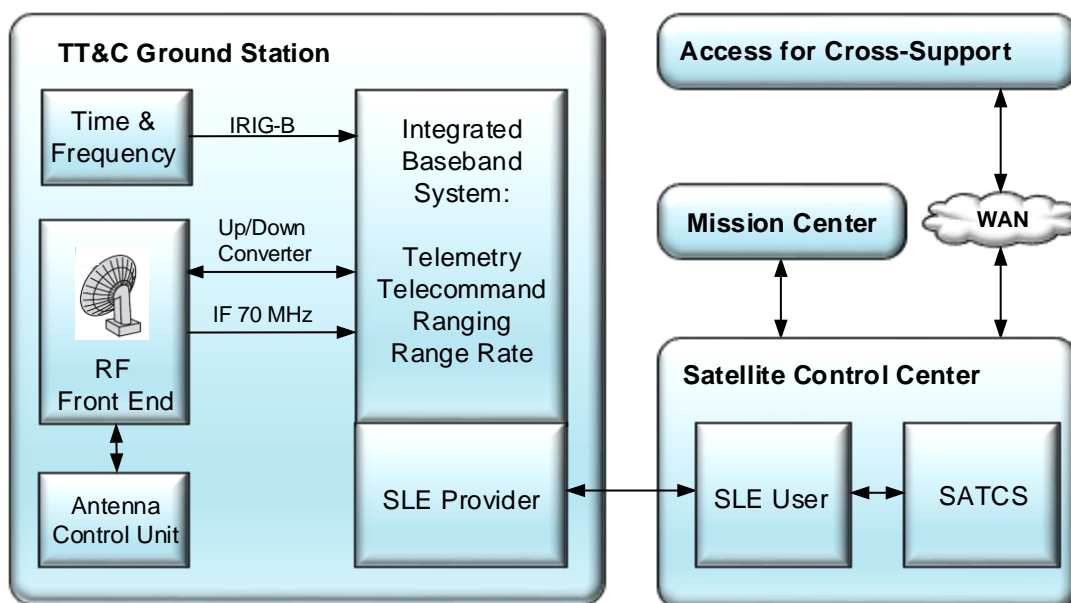 TT&C Ground Station
Time &
Frequency
IRIG-B
Integrated
Baseband
System:
Telemetry
Telecommand
Ranging
Range Rate
Up/Down
Converter
IF 70 MHz
RF
Front End
Antenna
Control Unit
SLE Provider
Access for Cross-Support
Mission Center
WAN
Satellite Control Center
SLE User
SATCS